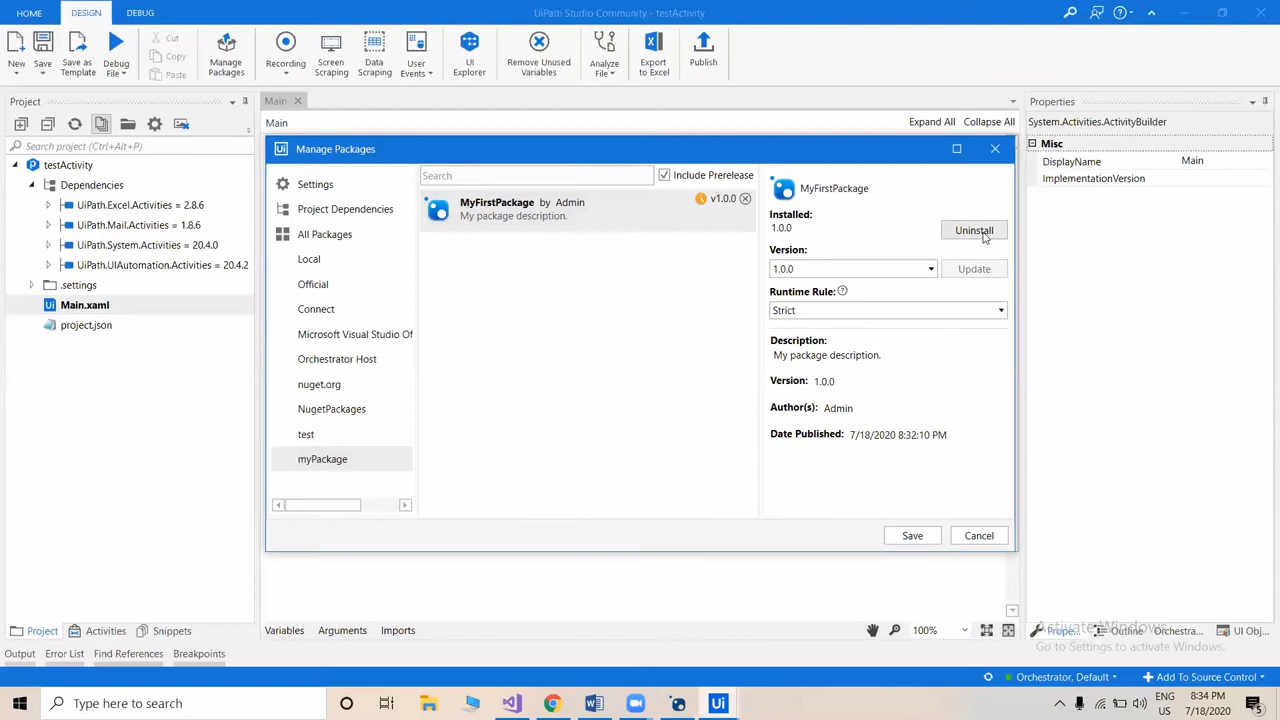 HOME DESIGN DEBUG UiPath Studio Community - testActivity
New Save Save as Template Debug File Cut Copy Paste Manage Packages Recording Screen Scraping Data Scraping User Events UI Explorer Remove Unused Variables Analyze File Export to Excel Publish
Project
Main
Properties
Main
Expand All Collapse All
System.Activities.ActivityBuilder
Search project (Ctrl+Alt+P)
Misc
DisplayName Main
ImplementationVersion
testActivity
Dependencies
UiPath.Excel.Activities = 2.8.6
UiPath.Mail.Activities = 1.8.6
UiPath.System.Activities = 20.4.0
UiPath.UIAutomation.Activities = 20.4.2
.settings
Main.xaml
project.json
Manage Packages
Settings
Project Dependencies
All Packages
Local
Official
Connect
Microsoft Visual Studio Of
Orchestrator Host
nuget.org
NugetPackages
test
myPackage
Search
Include Prerelease
MyFirstPackage by Admin v1.0.0
My package description.
MyFirstPackage
Installed:
1.0.0
Uninstall
Version:
1.0.0
Update
Runtime Rule:
Strict
Description:
My package description.
Version: 1.0.0
Author(s): Admin
Date Published: 7/18/2020 8:32:10 PM
Save Cancel
Project Activities Snippets
Variables Arguments Imports
100%
Prope... Outline Orchestra... UI Obj...
Activate Windows
Go to Settings to activate Windows.
Output Error List Find References Breakpoints
Orchestrator, Default Add To Source Control
Type here to search
ENG
US
8:34 PM
7/18/2020
5